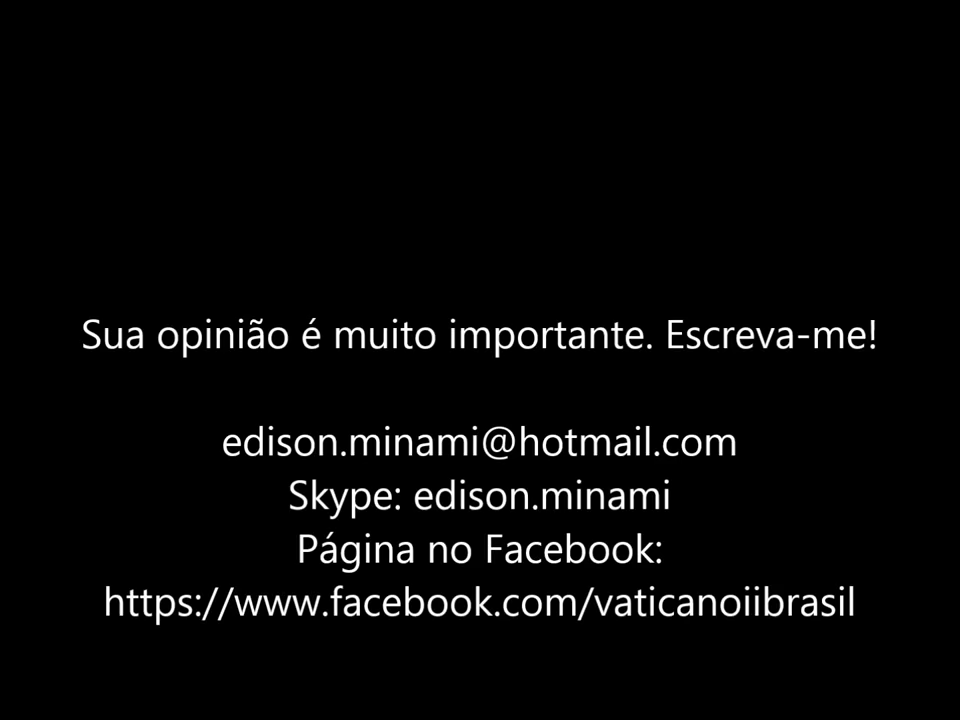 Sua opinião é muito importante. Escreva-me!
edison.minami@hotmail.com
Skype: edison.minami
Página no Facebook:
https://www.facebook.com/vaticanoiibrasil